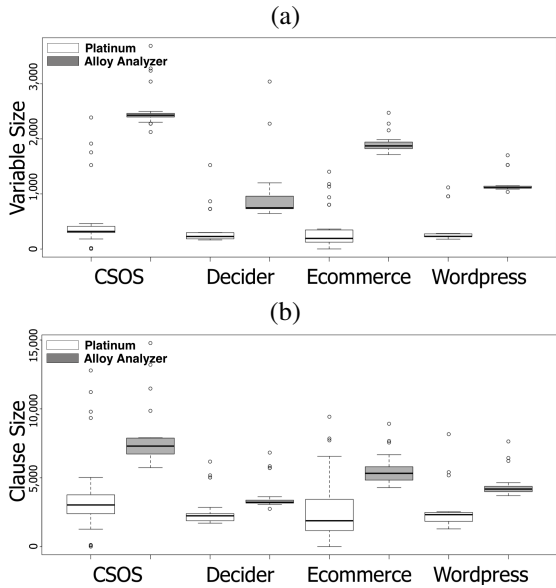 (a)
Platinum
Alloy Analyzer
Variable Size
3,000
2,000
1,000
0
CSOS Decider Ecommerce Wordpress
(b)
Platinum
Alloy Analyzer
Clause Size
15,000
10,000
5,000
0
CSOS Decider Ecommerce Wordpress